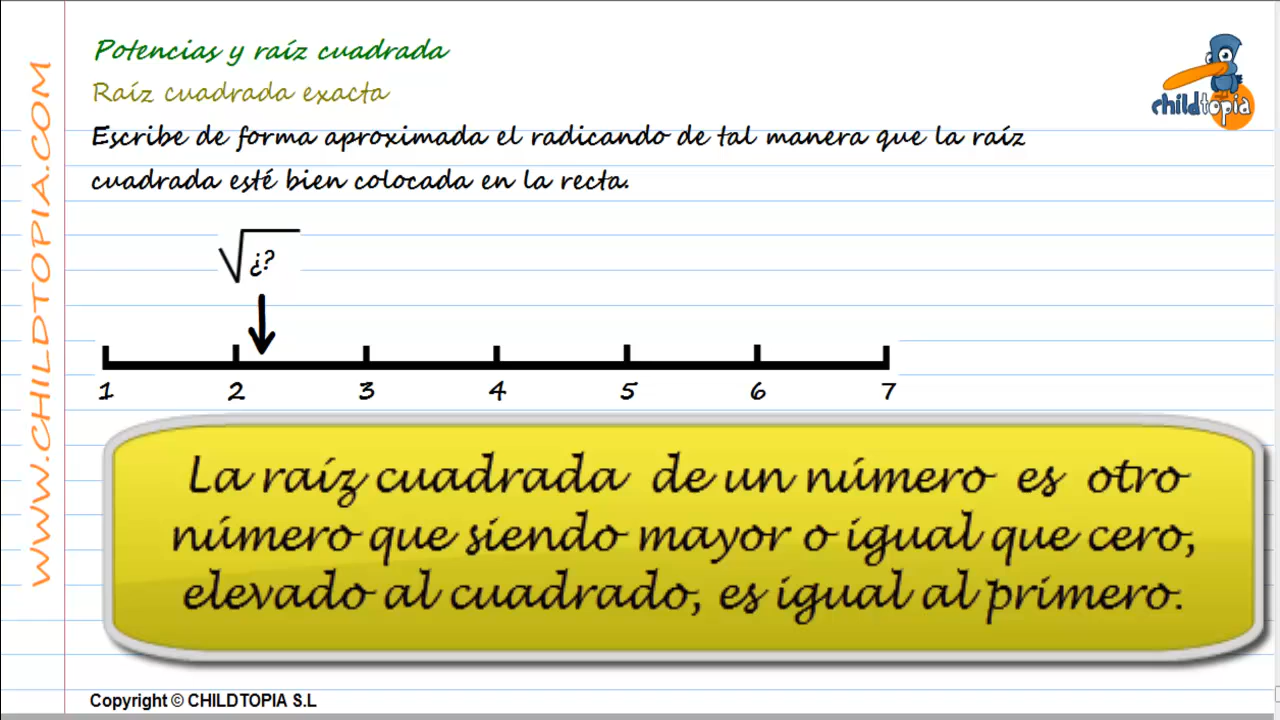 WWW.CHILDTOPIA.COM
Potencias y raíz cuadrada
Raíz cuadrada exacta
childtopia
Escribe de forma aproximada el radicando de tal manera que la raíz
cuadrada esté bien colocada en la recta.
√¿?
1 2 3 4 5 6 7
La raíz cuadrada de un número es otro
número que siendo mayor o igual que cero,
elevado al cuadrado, es igual al primero.
Copyright © CHILDTOPIA S.L